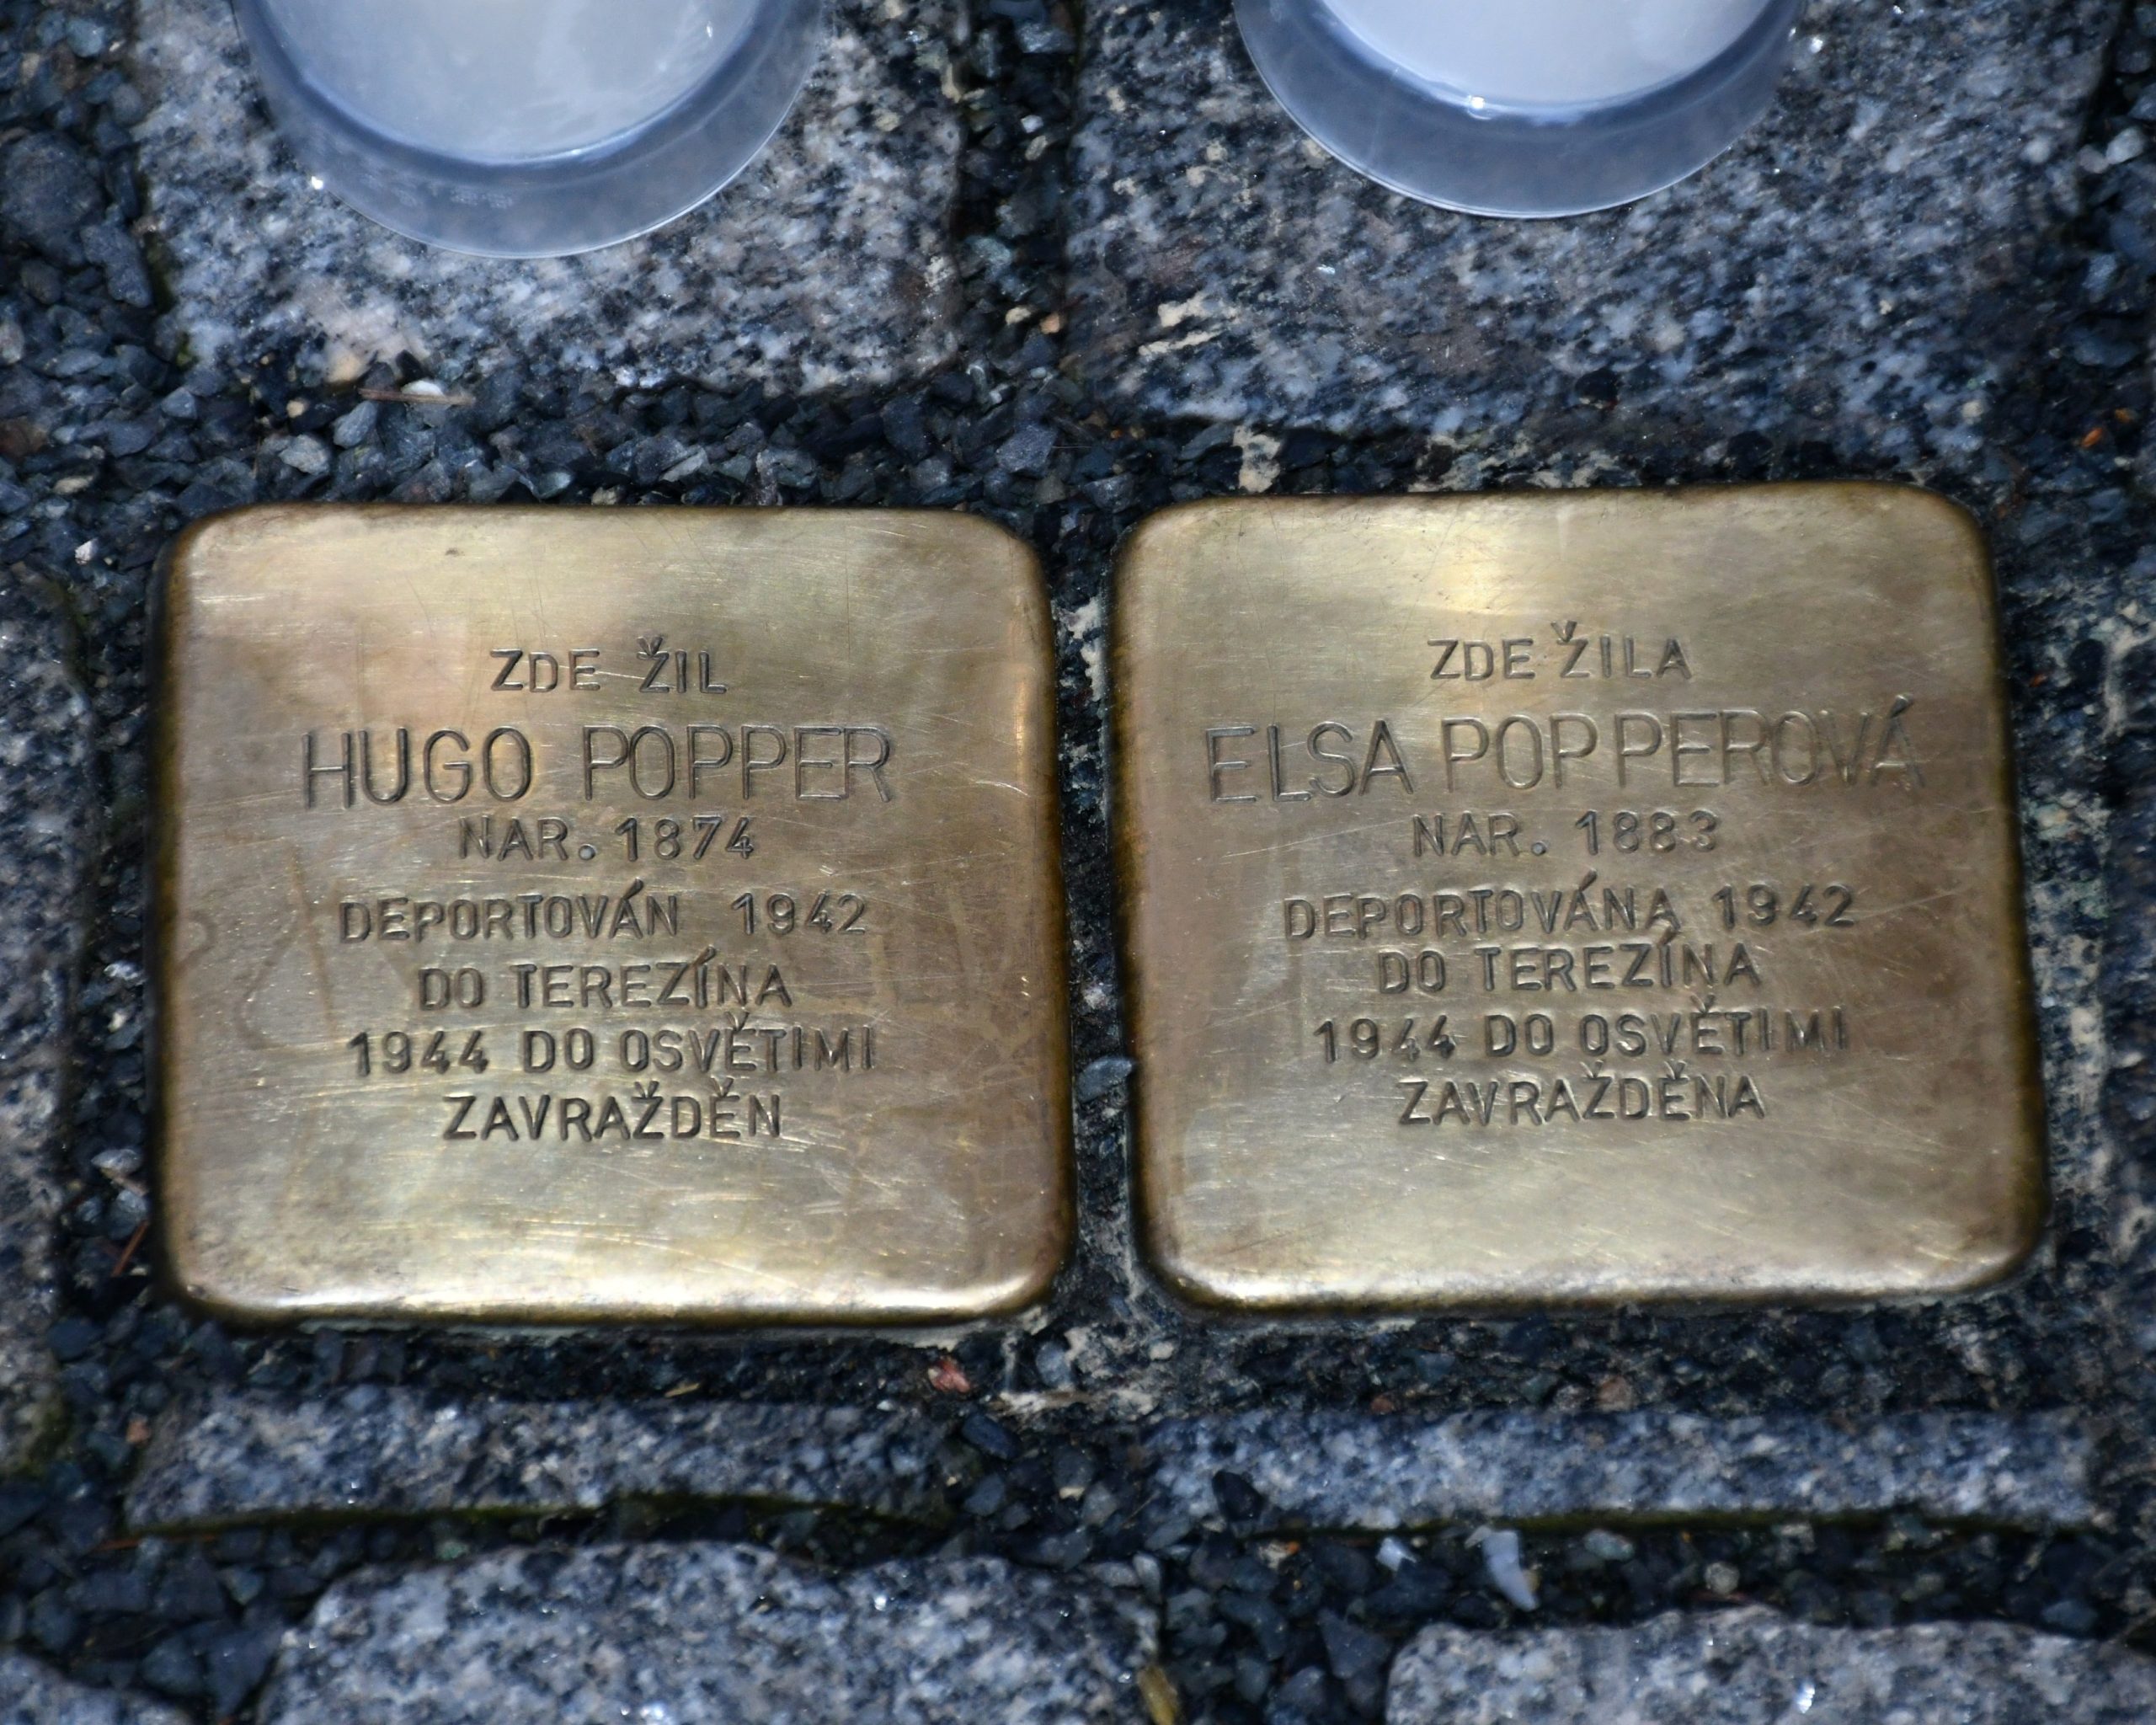 ZDE ŽIL
HUGO POPPER
NAR. 1874
DEPORTOVÁN 1942
DO TEREZÍNA
1944 DO OSVĚTIMI
ZAVRAŽDĚN
ZDE ŽILA
ELSA POPPEROVÁ
NAR. 1883
DEPORTOVÁNA 1942
DO TEREZÍNA
1944 DO OSVĚTIMI
ZAVRAŽDĚNA